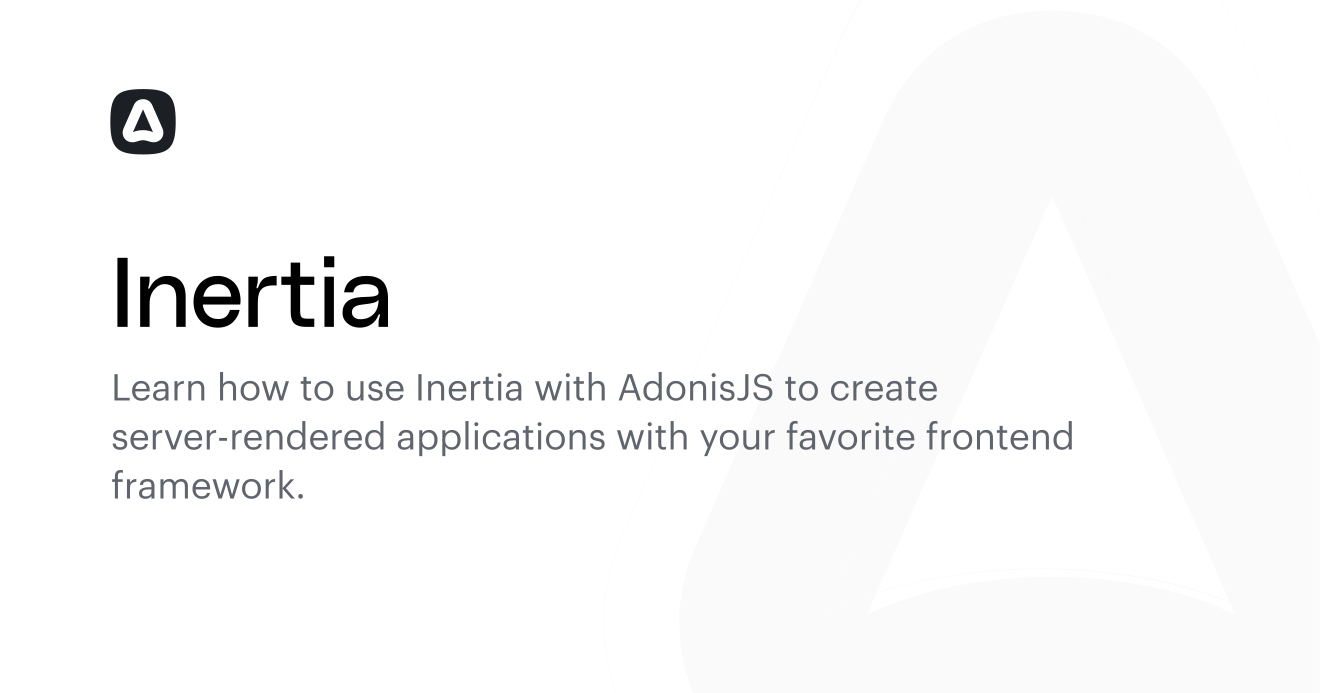 Inertia
Learn how to use Inertia with AdonisJS to create
server-rendered applications with your favorite frontend
framework.